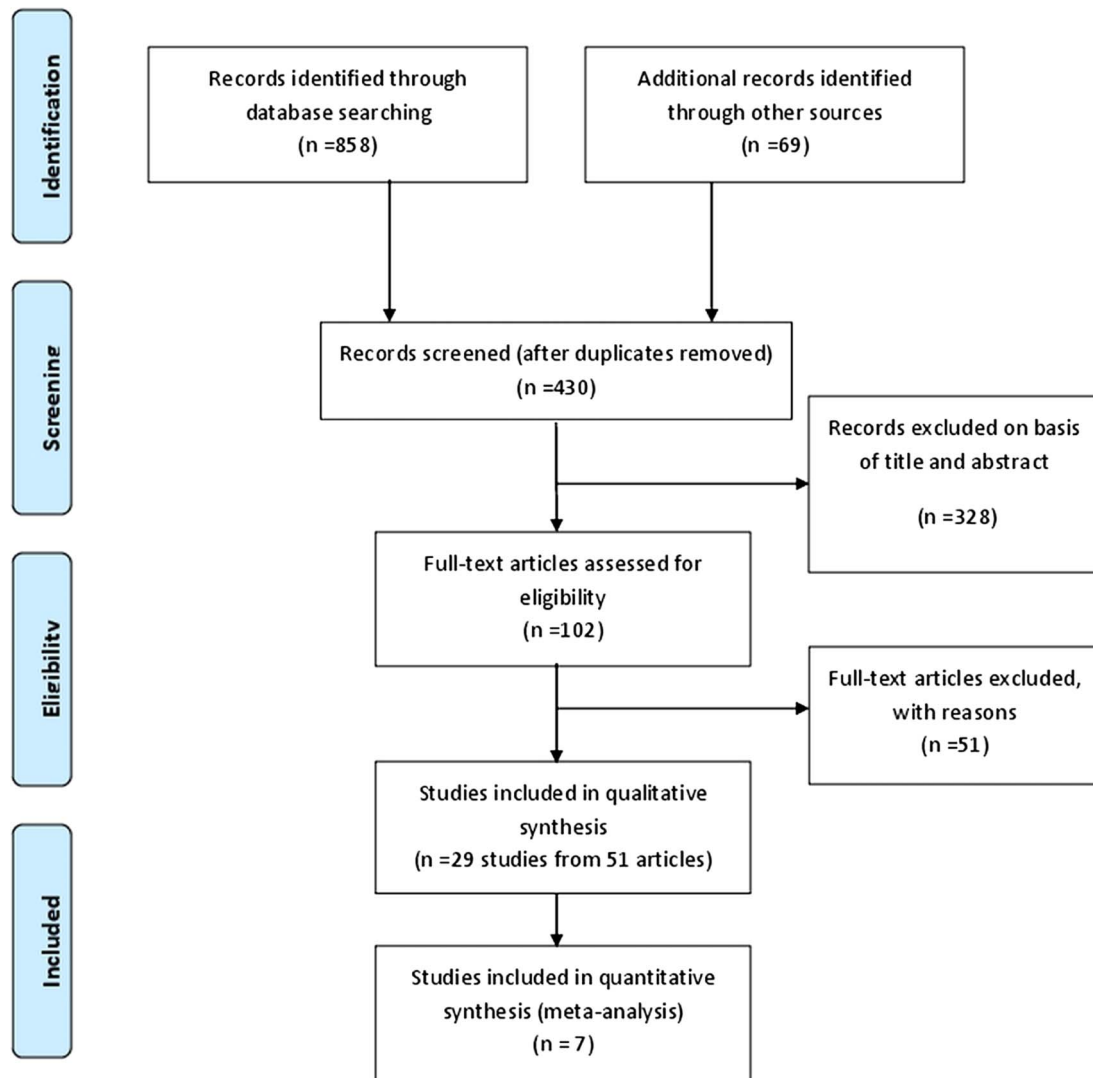 Identification
Records identified through
database searching
(n =858)
Additional records identified
through other sources
(n =69)
Screening
Records screened (after duplicates removed)
(n =430)
Records excluded on basis
of title and abstract
(n =328)
Eligibility
Full-text articles assessed for
eligibility
(n =102)
Full-text articles excluded,
with reasons
(n =51)
Studies included in qualitative
synthesis
(n =29 studies from 51 articles)
Included
Studies included in quantitative
synthesis (meta-analysis)
(n = 7)